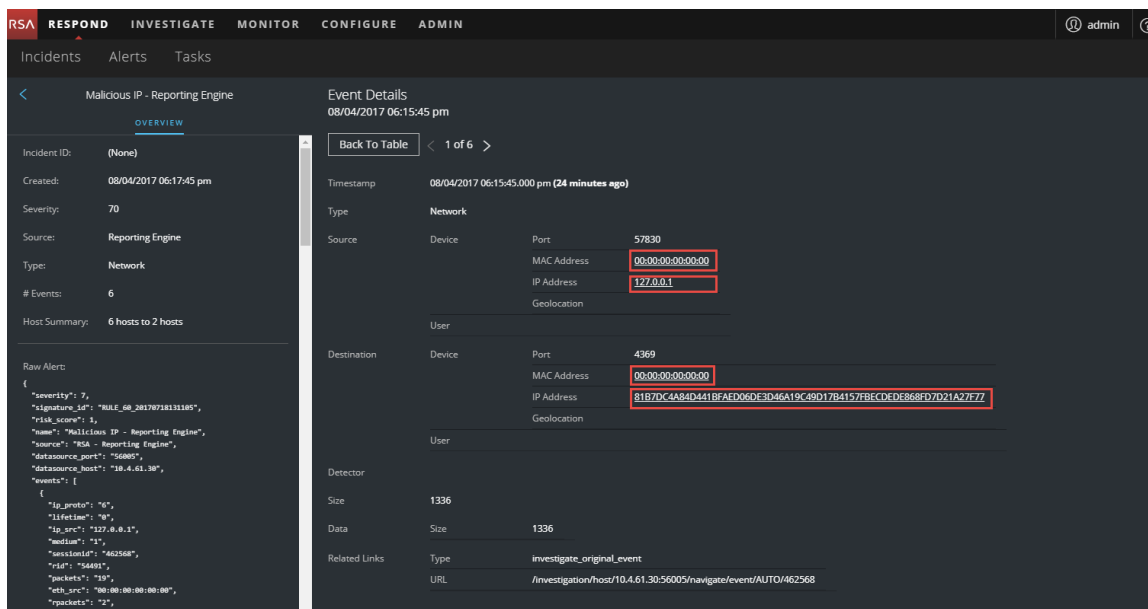 RSA RESPOND INVESTIGATE MONITOR CONFIGURE ADMIN admin
Incidents Alerts Tasks
Malicious IP - Reporting Engine
OVERVIEW
Incident ID: (None)
Created: 08/04/2017 06:17:45 pm
Severity: 70
Source: Reporting Engine
Type: Network
# Events: 6
Host Summary: 6 hosts to 2 hosts
Raw Alert:
{
"severity": 7,
"signature_id": "RULE_60_20170718131105",
"risk_score": 1,
"name": "Malicious IP - Reporting Engine",
"source": "RSA - Reporting Engine",
"datasource_port": "56005",
"datasource_host": "10.4.61.30",
"events": [
{
"ip_proto": "6",
"lifetime": "0",
"ip_src": "127.0.0.1",
"medium": "1",
"sessionid": "462568",
"rid": "54491",
"packets": "19",
"eth_src": "00:00:00:00:00:00",
"rpackets": "2",
Event Details
08/04/2017 06:15:45 pm
Back To Table < 1 of 6 >
Timestamp 08/04/2017 06:15:45.000 pm (24 minutes ago)
Type Network
Source Device Port 57830
MAC Address 00:00:00:00:00:00
IP Address 127.0.0.1
Geolocation
User
Destination Device Port 4369
MAC Address 00:00:00:00:00:00
IP Address 81B7DC4A84D441BFAED06DE3D46A19C49D17B4157FBECDEDE868FD7D21A27F77
Geolocation
User
Detector
Size 1336
Data Size 1336
Related Links Type investigate_original_event
URL /investigation/host/10.4.61.30:56005/navigate/event/AUTO/462568